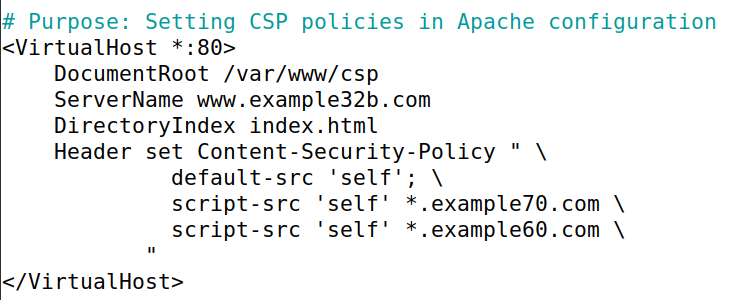 # Purpose: Setting CSP policies in Apache configuration
<VirtualHost *:80>
    DocumentRoot /var/www/csp
    ServerName www.example32b.com
    DirectoryIndex index.html
    Header set Content-Security-Policy " \
             default-src 'self'; \
             script-src 'self' *.example70.com \
             script-src 'self' *.example60.com \
           "
</VirtualHost>